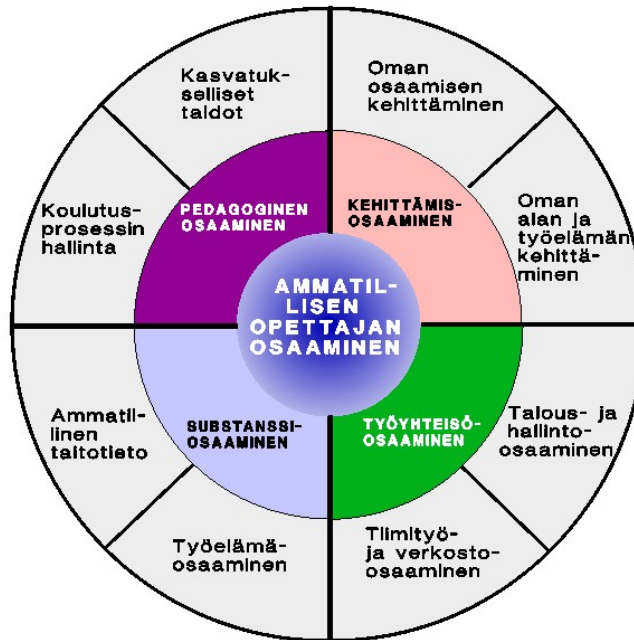 Kasvatuk-
selliset
taidot
Oman
osaamisen
kehittäminen
Koulutus-
prosessin
hallinta
PEDAGOGINEN
OSAAMINEN
KEHITTÄMIS-
OSAAMINEN
Oman
alan ja
työelämän
kehittä-
minen
AMMATIL-
LISEN
OPETTAJAN
OSAAMINEN
Ammatil-
linen
taitotieto
SUBSTANSSI-
OSAAMINEN
TYÖYHTEISÖ-
OSAAMINEN
Talous- ja
hallinto-
osaaminen
Työelämä-
osaaminen
Tiimityö-
ja verkosto-
osaaminen